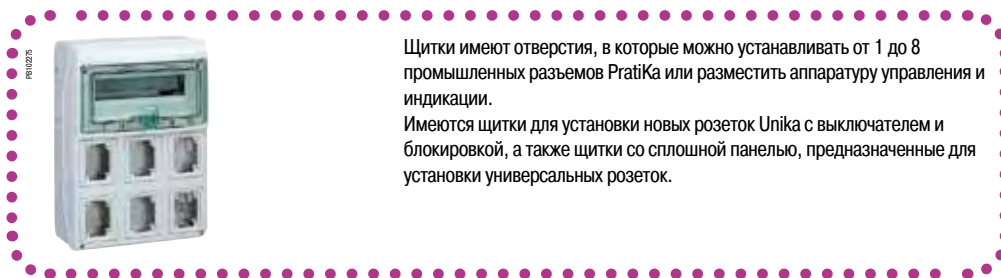 PB102275
Щитки имеют отверстия, в которые можно устанавливать от 1 до 8
промышленных разъемов PratiKa или разместить аппаратуру управления и
индикации.
Имеются щитки для установки новых розеток Unika с выключателем и
блокировкой, а также щитки со сплошной панелью, предназначенные для
установки универсальных розеток.